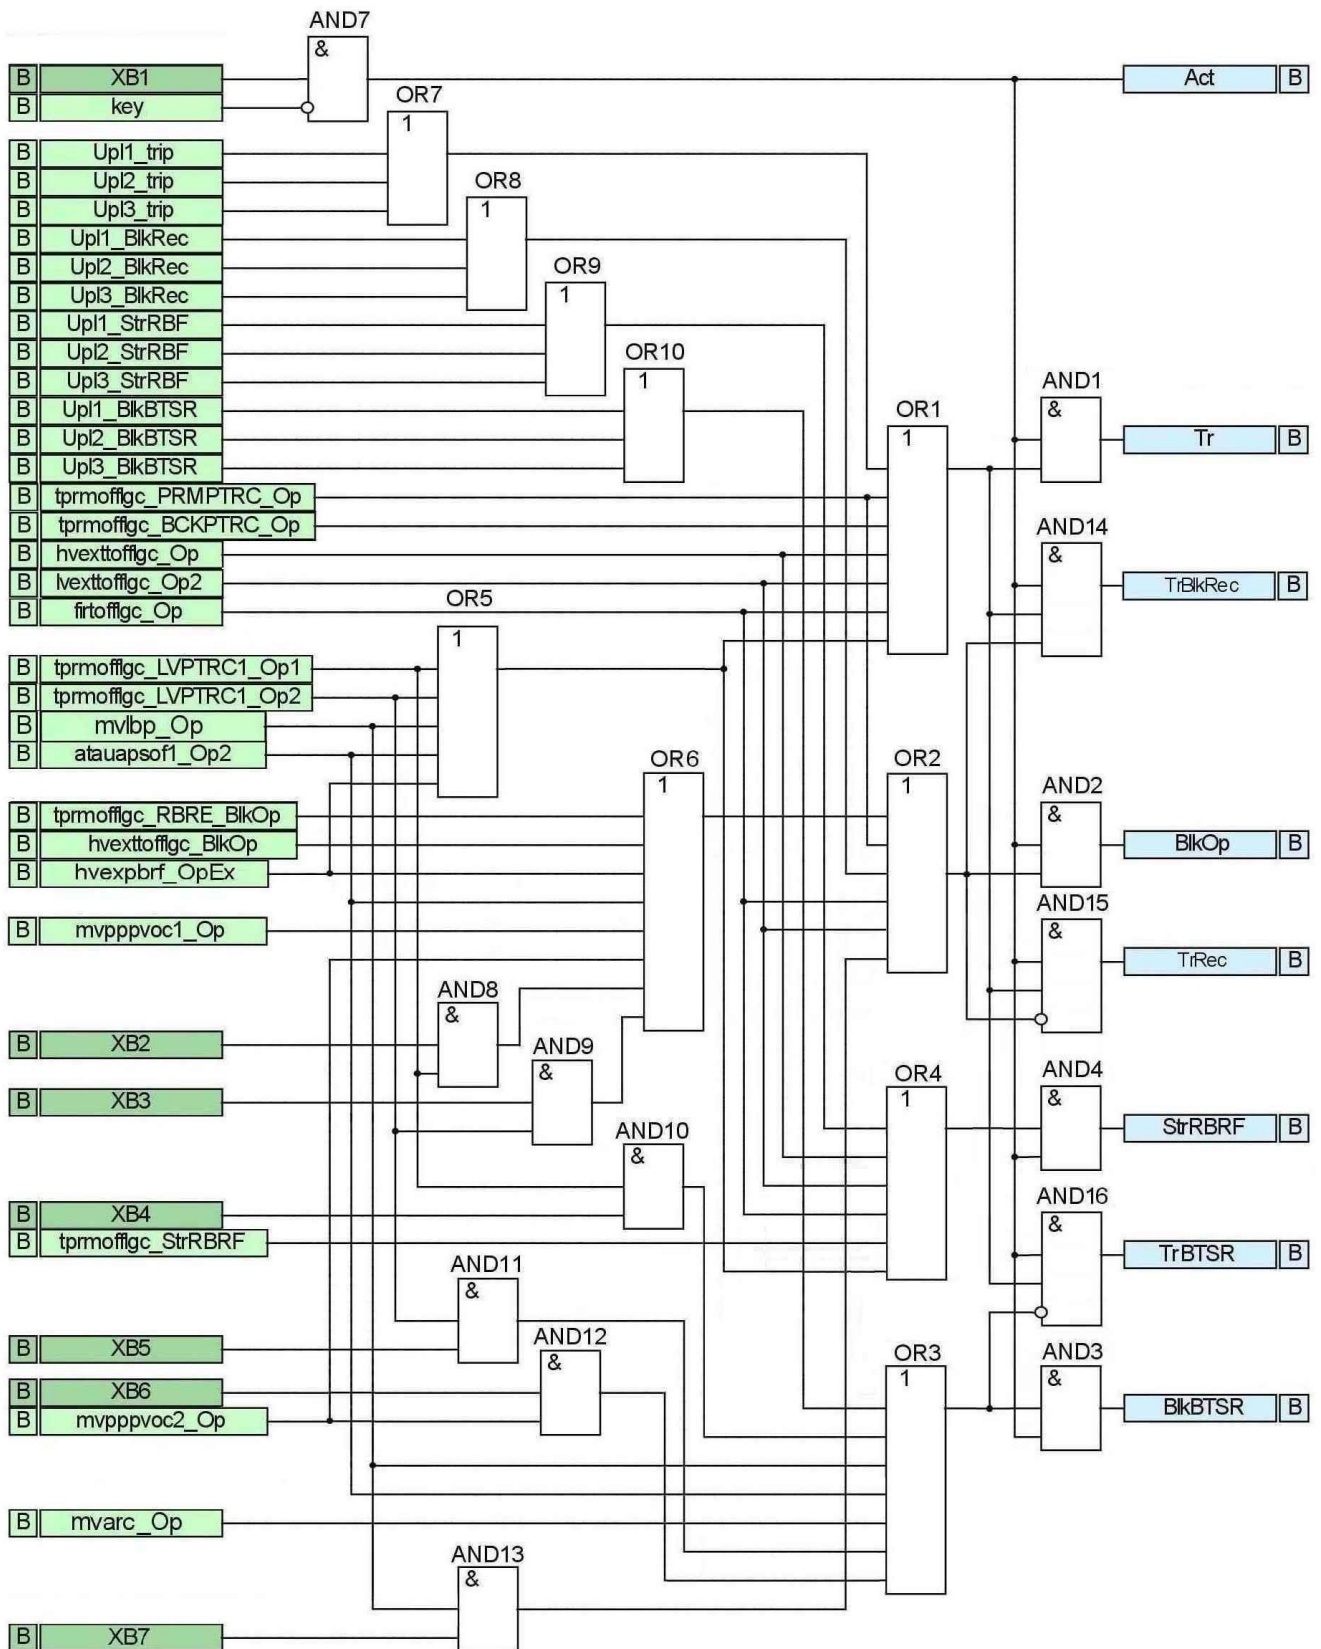 AND7
&
B XB1 Act B
B key
OR7
1
B Upl1_trip
B Upl2_trip
B Upl3_trip
OR8
1
B Upl1_BlkRec
B Upl2_BlkRec
B Upl3_BlkRec
OR9
1
B Upl1_StrRBF
B Upl2_StrRBF
B Upl3_StrRBF
OR10
1
AND1
&
B Upl1_BlkBTSR
B Upl2_BlkBTSR
B Upl3_BlkBTSR
OR1
1
Tr B
B tprmofflgc_PRMPTRC_Op
B tprmofflgc_BCKPTRC_Op
AND14
&
B hvexttofflgc_Op
B lvexttofflgc_Op2
TrBlkRec B
B firtofflgc_Op
OR5
1
B tprmofflgc_LVPTRC1_Op1
B tprmofflgc_LVPTRC1_Op2
B mvlbp_Op
B atauapsof1_Op2
OR6
1
OR2
1
AND2
&
B tprmofflgc_RBRE_BlkOp
B hvexttofflgc_BlkOp
BlkOp B
B hvexpbrf_OpEx
AND15
&
B mvpppvoc1_Op
TrRec B
AND8
&
B XB2
AND9
&
OR4
1
AND4
&
B XB3
StrRBRF B
AND10
&
AND16
&
B XB4
B tprmofflgc_StrRBRF
TrBTSR B
AND11
&
B XB5
AND12
&
OR3
1
AND3
&
B XB6
B mvpppvoc2_Op
BlkBTSR B
B mvarc_Op
AND13
&
B XB7